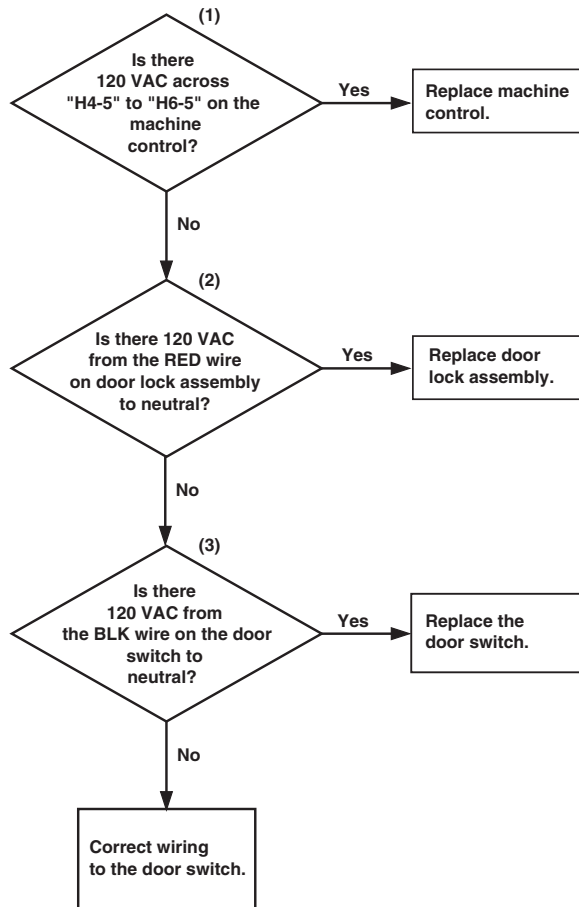 (1)
Is there
120 VAC across
"H4-5" to "H6-5" on the
machine
control?
Yes
Replace machine
control.
No
(2)
Is there 120 VAC
from the RED wire
on door lock assembly
to neutral?
Yes
Replace door
lock assembly.
No
(3)
Is there
120 VAC from
the BLK wire on the door
switch to
neutral?
Yes
Replace the
door switch.
No
Correct wiring
to the door switch.